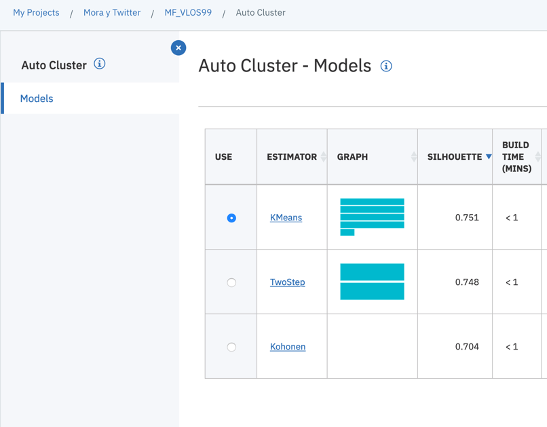 My Projects / Mora y Twitter / MF_VLOS99 / Auto Cluster
Auto Cluster
Models
Auto Cluster - Models
USE ESTIMATOR GRAPH SILHOUETTE BUILD TIME (MINS)
KMeans 0.751 < 1
TwoStep 0.748 < 1
Kohonen 0.704 < 1